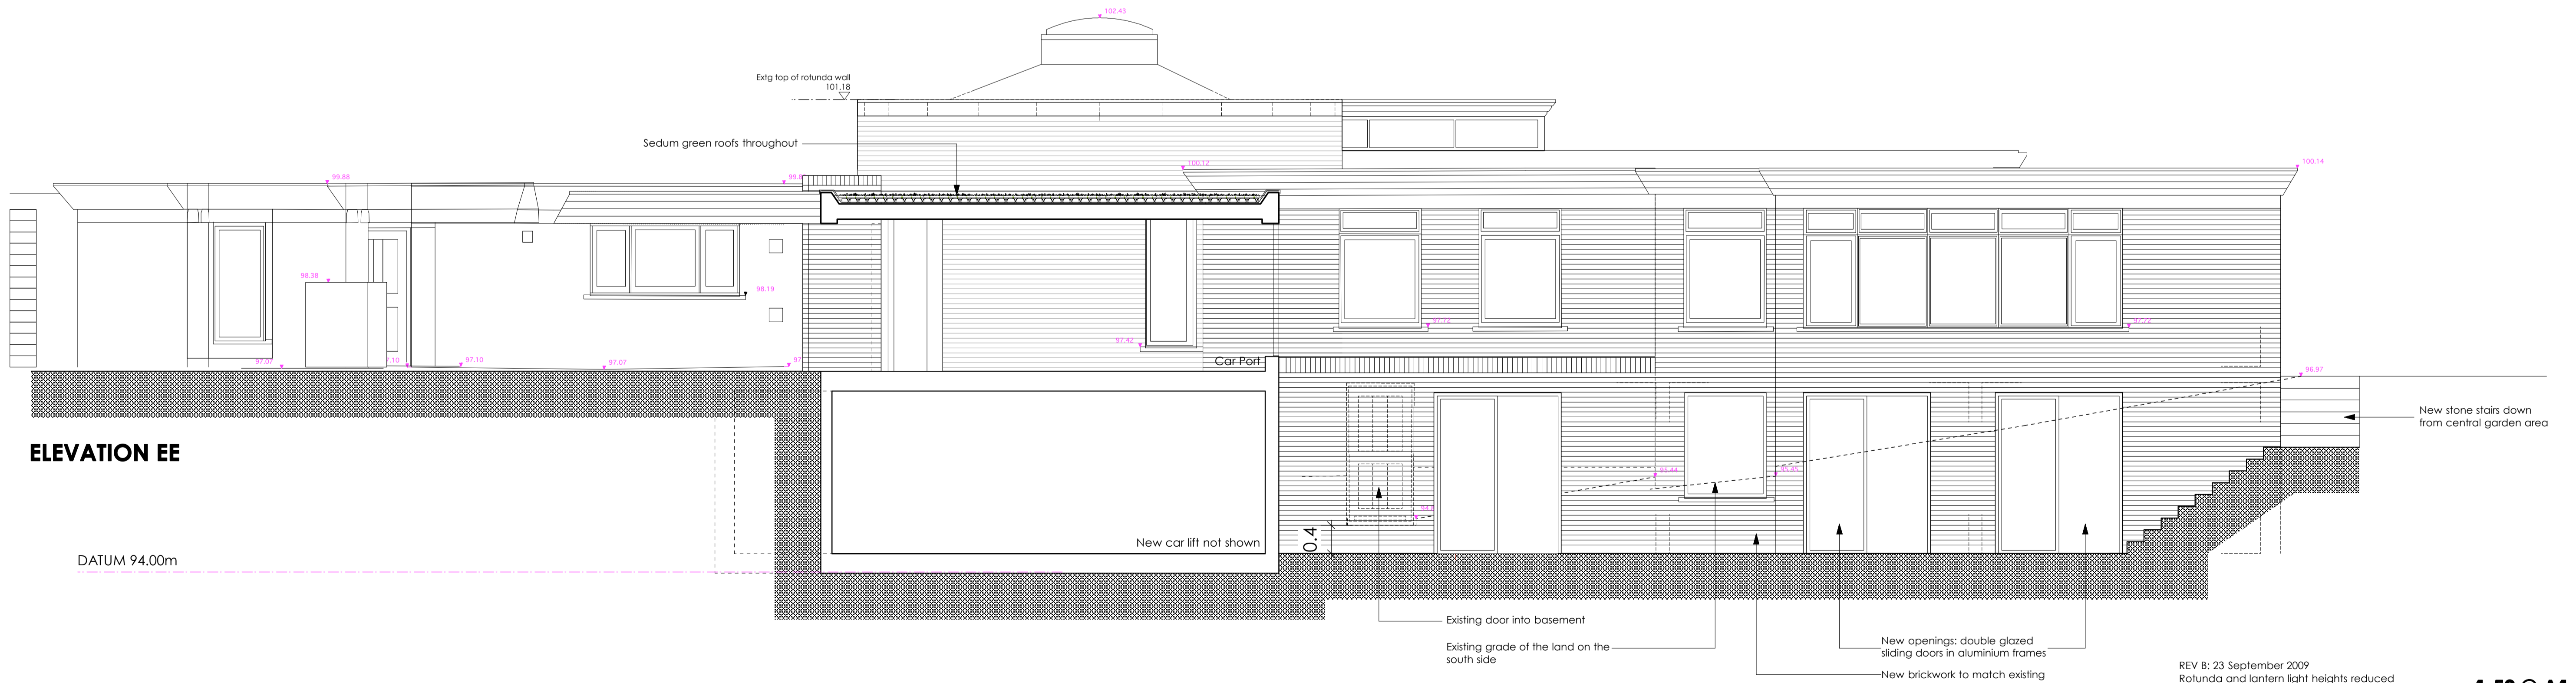 102.43
Extg top of rotunda wall
101.18
Sedum green roofs throughout
100.12
100.14
99.88
98.38
98.19
97.72
97.72
97.42
Car Port
97.07
97.10
97.07
96.97
New stone stairs down
from central garden area
ELEVATION EE
95.45
New car lift not shown
0.4
DATUM 94.00m
Existing door into basement
Existing grade of the land on the
south side
New openings: double glazed
sliding doors in aluminium frames
New brickwork to match existing
REV B: 23 September 2009
Rotunda and lantern light heights reduced